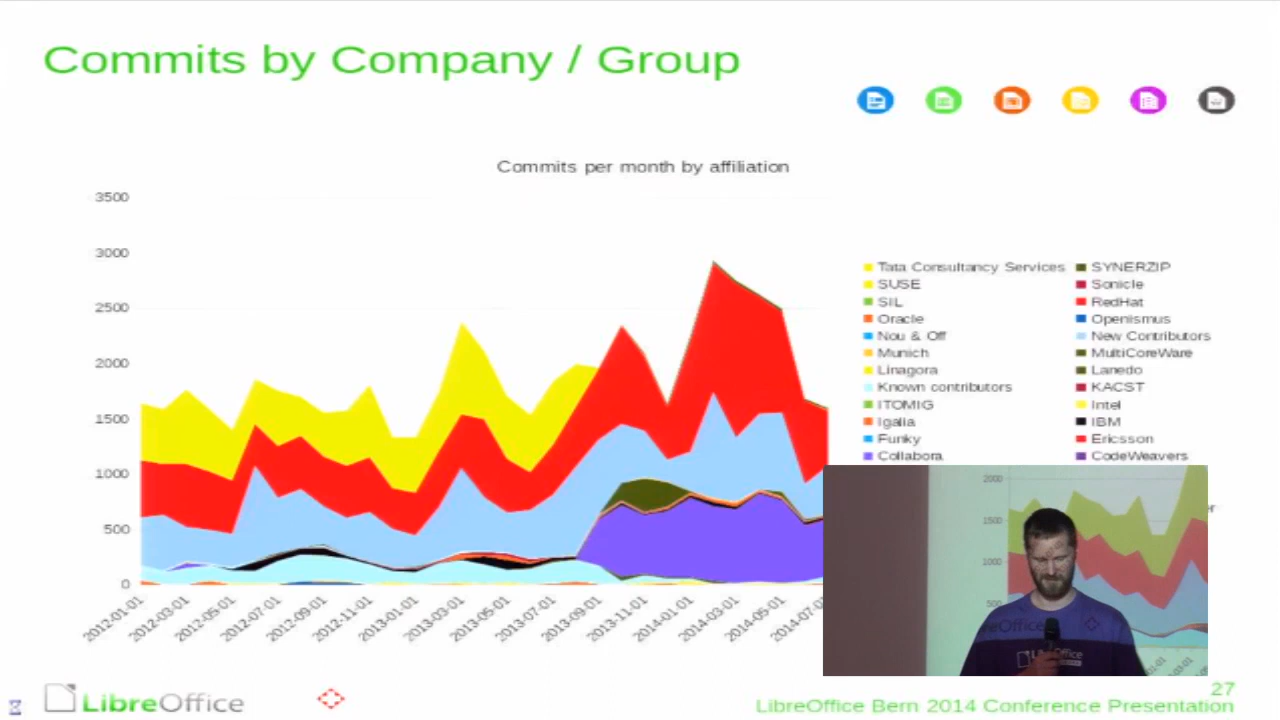 Commits by Company / Group
Commits per month by affiliation
3500
3000
2500
2000
1500
1000
500
0
2012-01-01
2012-03-01
2012-05-01
2012-07-01
2012-09-01
2012-11-01
2013-01-01
2013-03-01
2013-05-01
2013-07-01
2013-09-01
2013-11-01
2014-01-01
2014-03-01
2014-05-01
Tata Consultancy Services
SYNERZIP
SUSE
Sonicle
SIL
RedHat
Oracle
Openismus
Nou & Off
New Contributors
Munich
MultiCoreWare
Linagora
Lanedo
Known contributors
KACST
ITOMIG
Intel
Igalia
IBM
Funky
Ericsson
Collabora
CodeWeavers
2000
1500
1000
500
LibreOffice
LibreOffice
27
LibreOffice Bern 2014 Conference Presentation